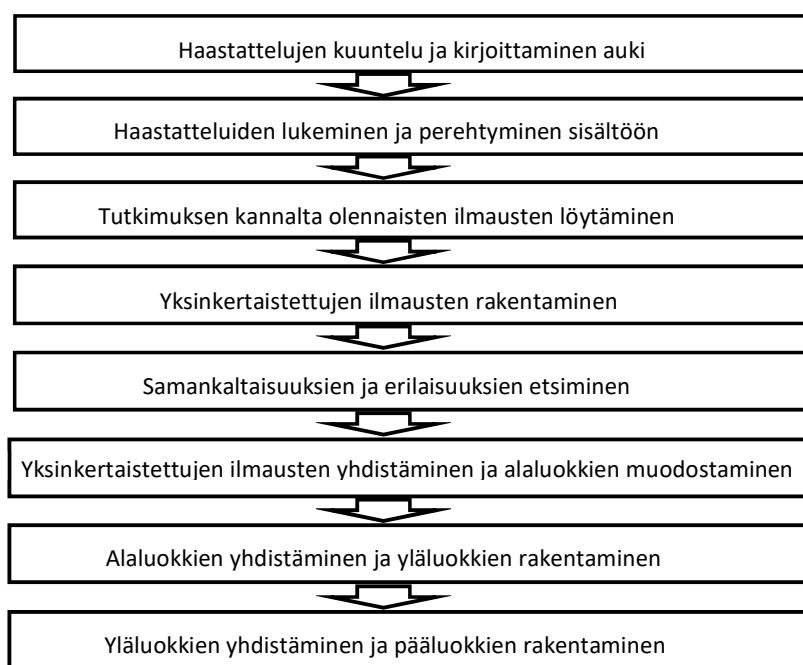 Haastattelujen kuuntelu ja kirjoittaminen auki
Haastatteluiden lukeminen ja perehtyminen sisältöön
Tutkimuksen kannalta olennaisten ilmausten löytäminen
Yksinkertaistettujen ilmausten rakentaminen
Samankaltaisuuksien ja erilaisuuksien etsiminen
Yksinkertaistettujen ilmausten yhdistäminen ja alaluokkien muodostaminen
Alaluokkien yhdistäminen ja yläluokkien rakentaminen
Yläluokkien yhdistäminen ja pääluokkien rakentaminen